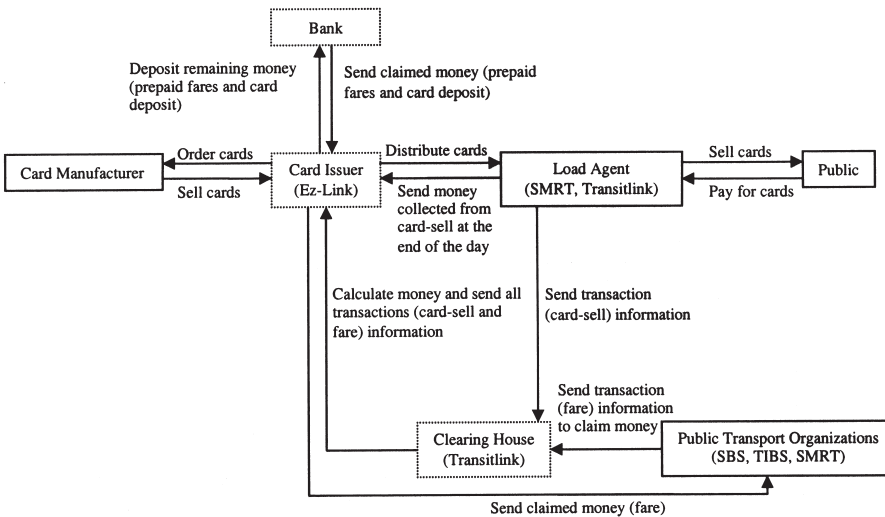 Bank
Deposit remaining money
(prepaid fares and card
deposit)
Send claimed money (prepaid
fares and card deposit)
Card Manufacturer
Order cards
Sell cards
Card Issuer
(Ez-Link)
Distribute cards
Send money
collected from
card-sell at the
end of the day
Load Agent
(SMRT, Transitlink)
Sell cards
Pay for cards
Public
Calculate money and send all
transactions (card-sell and
fare) information
Send transaction
(card-sell) information
Send transaction
(fare) information
to claim money
Clearing House
(Transitlink)
Public Transport Organizations
(SBS, TIBS, SMRT)
Send claimed money (fare)